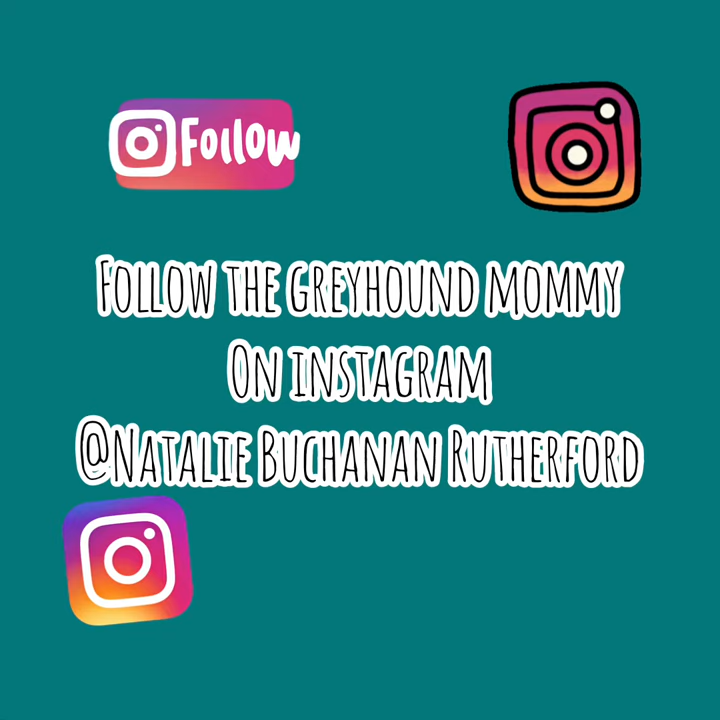 Follow
Follow the greyhound mommy
On instagram
@Natalie Buchanan Rutherford